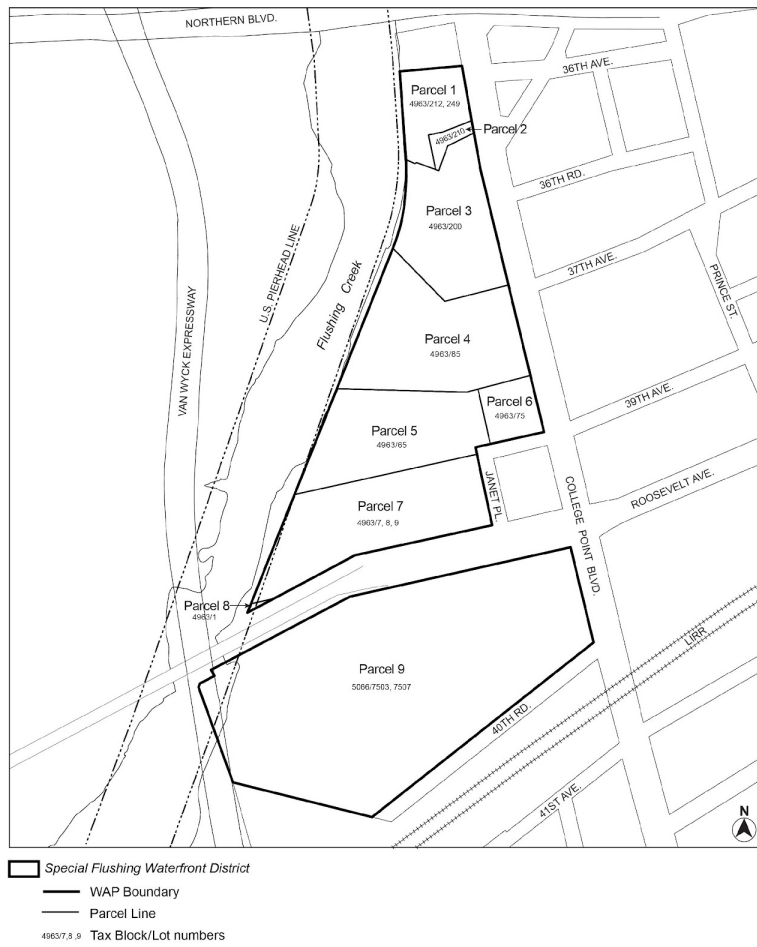 NORTHERN BLVD.
36TH AVE.
Parcel 1
4963/212, 249
4963/210
Parcel 2
36TH RD.
Parcel 3
4963/200
U.S. PIERHEAD LINE
Flushing Creek
37TH AVE.
PRINCE ST.
VAN WYCK EXPRESSWAY
Parcel 4
4963/85
39TH AVE.
Parcel 6
4963/75
Parcel 5
4963/65
JANET PL.
COLLEGE POINT BLVD.
ROOSEVELT AVE.
Parcel 7
4963/7, 8, 9
Parcel 8
4963/1
LIRR
Parcel 9
5066/7503, 7507
40TH RD.
41ST AVE.
N
Special Flushing Waterfront District
WAP Boundary
Parcel Line
4963/7,8 ,9 Tax Block/Lot numbers